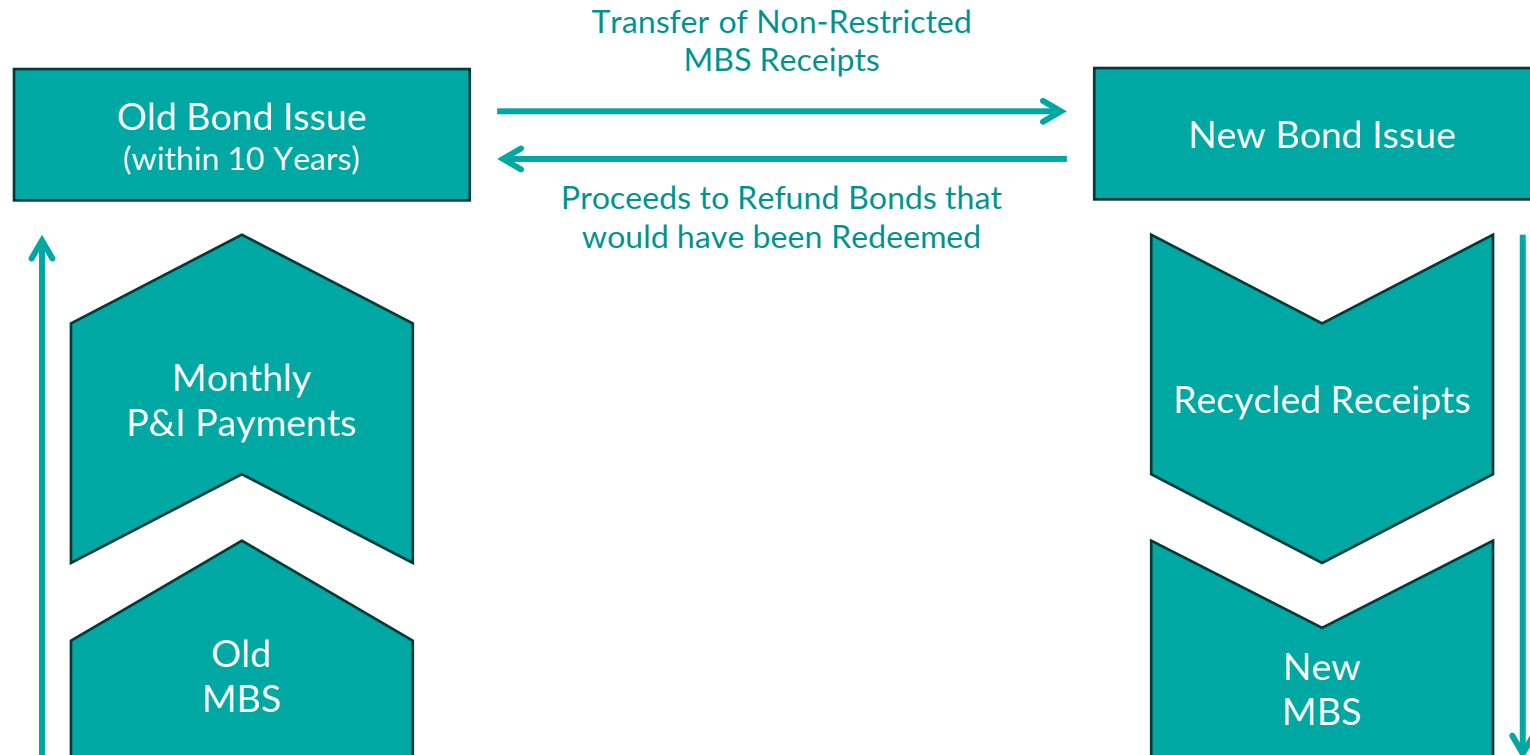 Transfer of Non-Restricted
MBS Receipts
Old Bond Issue
(within 10 Years)
New Bond Issue
Proceeds to Refund Bonds that
would have been Redeemed
Monthly
P&I Payments
Recycled Receipts
Old
MBS
New
MBS